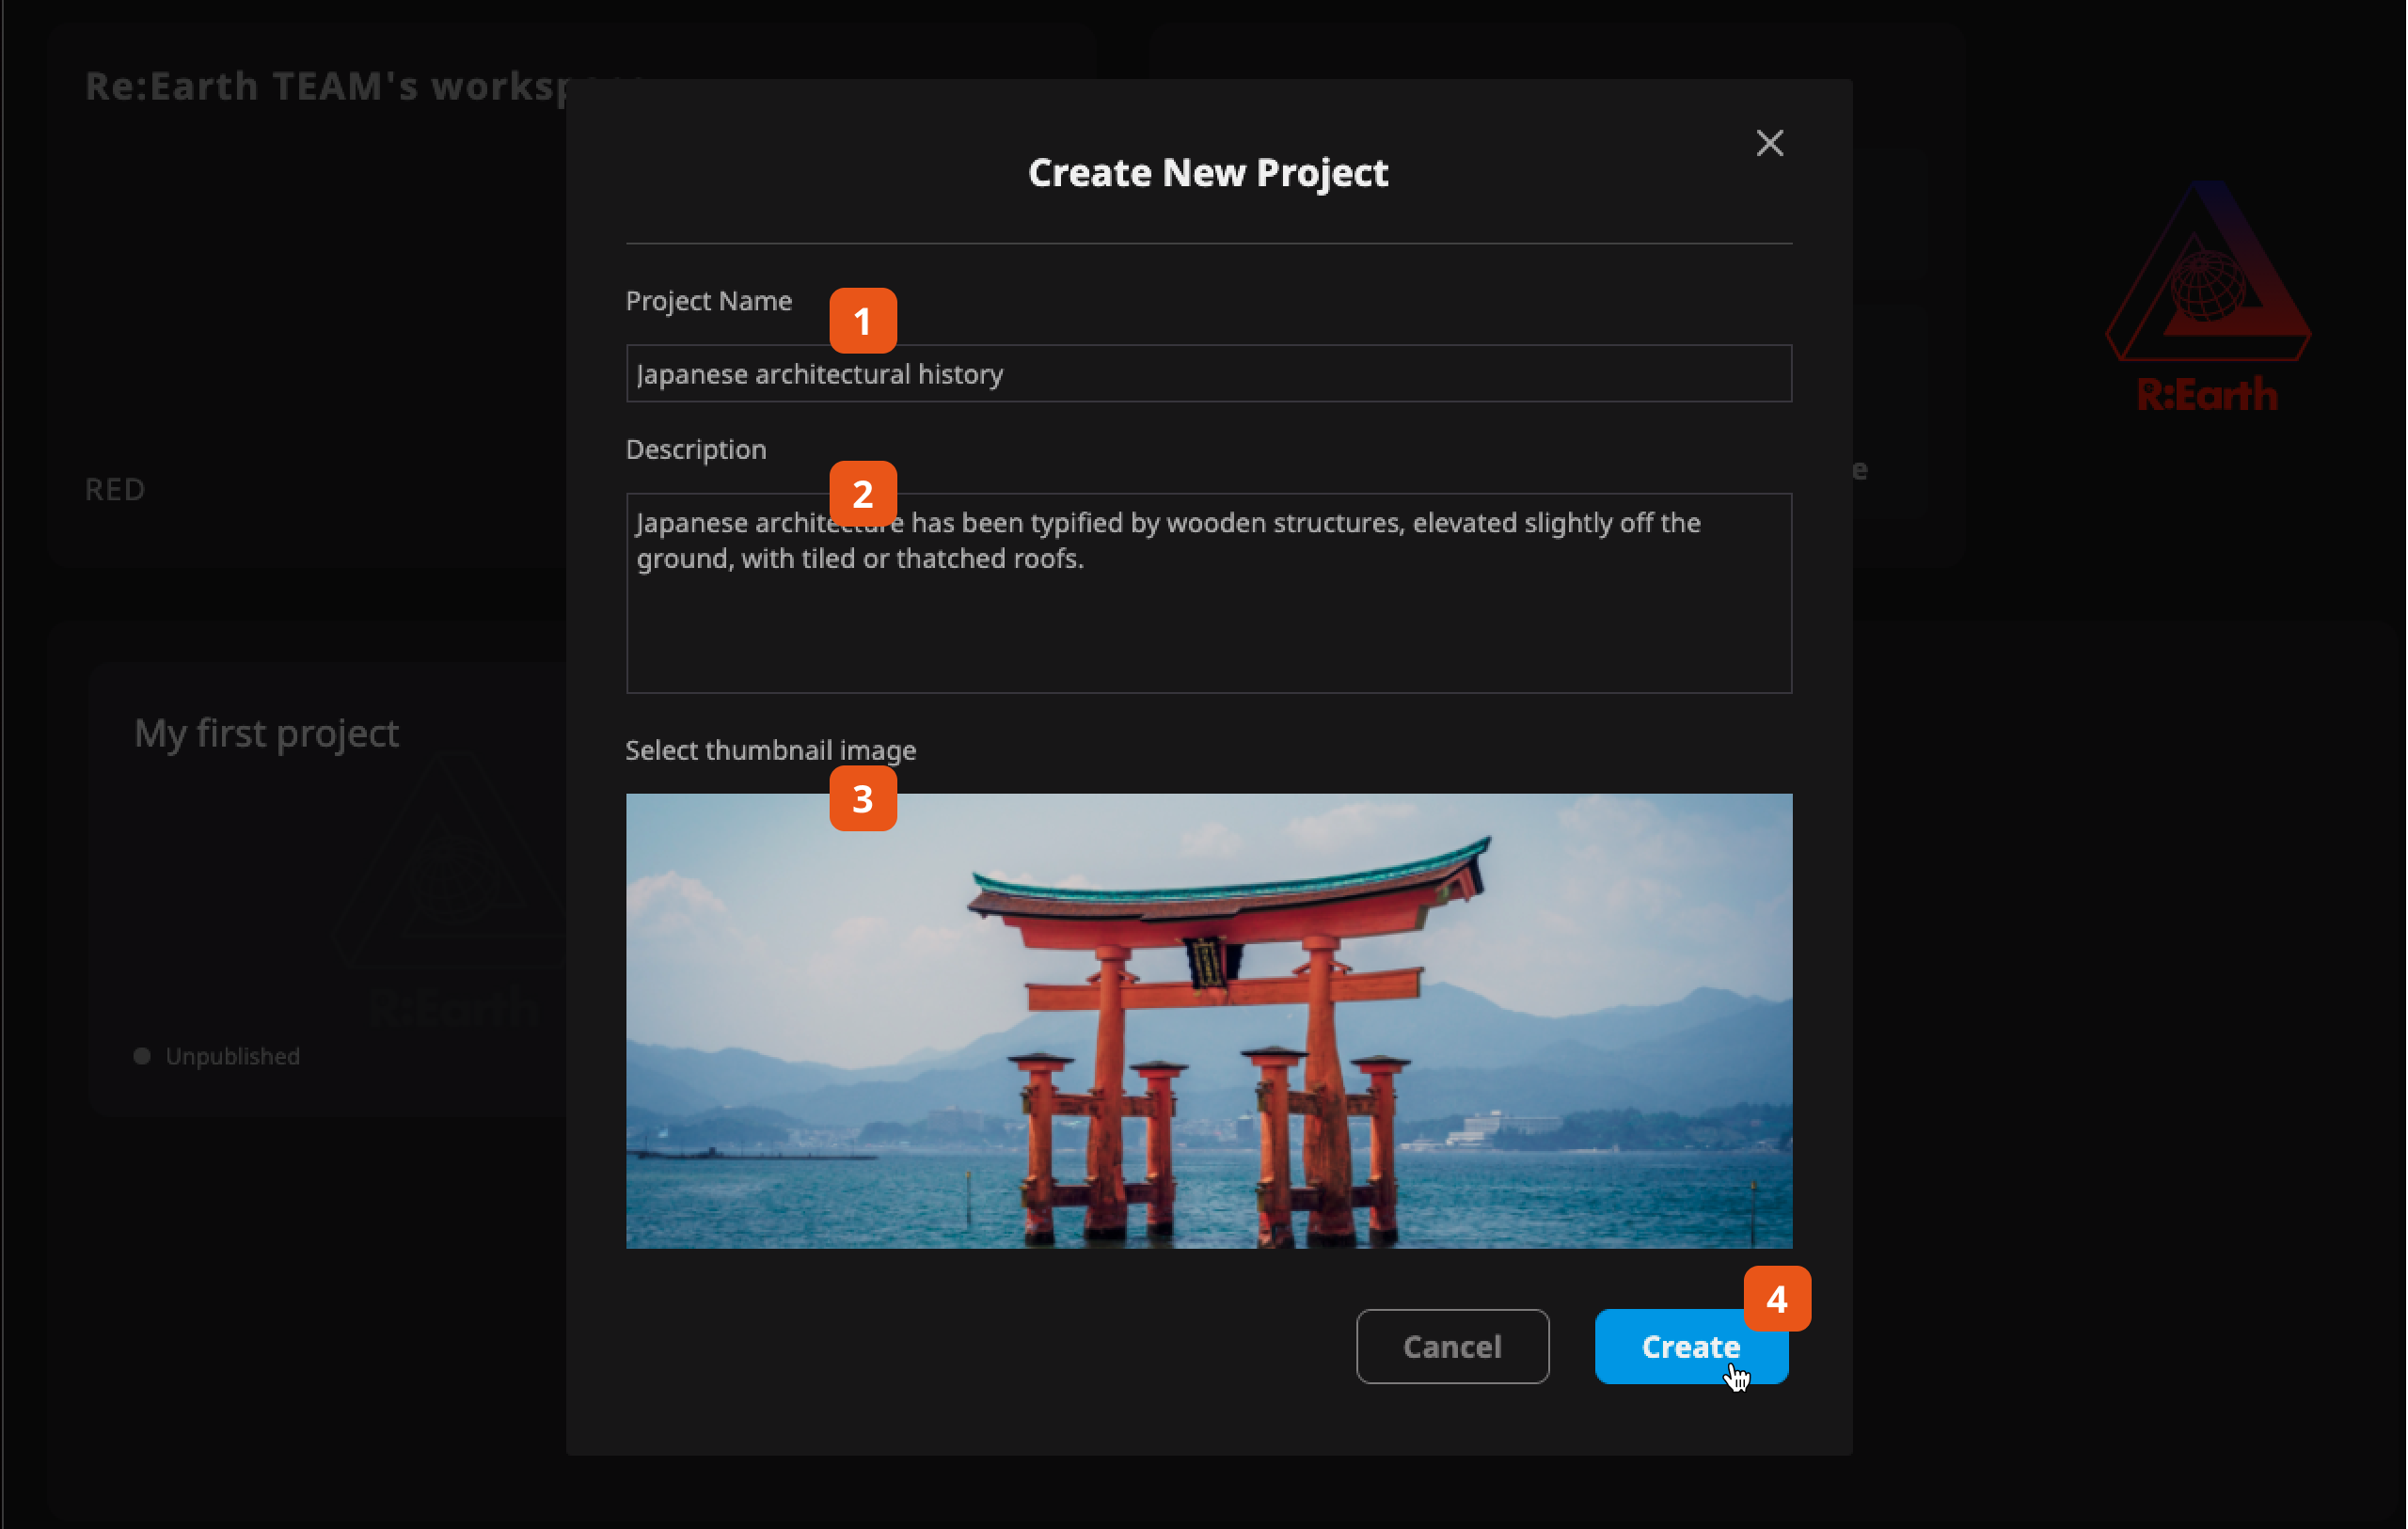 Re:Earth TEAM's
RED
e
R:Earth
My first project
R:Earth
Unpublished
Create New Project
Project Name
1
Japanese architectural history
Description
2
Japanese architecture has been typified by wooden structures, elevated slightly off the
ground, with tiled or thatched roofs.
Select thumbnail image
3
4
Cancel
Create